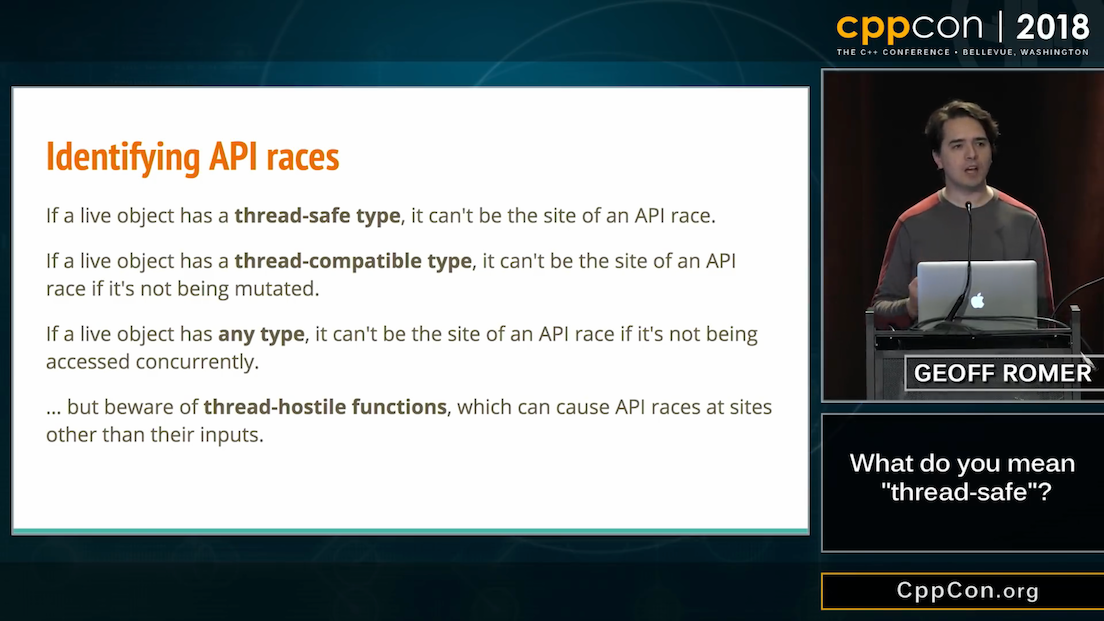 cppcon | 2018
THE C++ CONFERENCE • BELLEVUE, WASHINGTON
Identifying API races
If a live object has a thread-safe type, it can't be the site of an API race.
If a live object has a thread-compatible type, it can't be the site of an API
race if it's not being mutated.
If a live object has any type, it can't be the site of an API race if it's not being
accessed concurrently.
... but beware of thread-hostile functions, which can cause API races at sites
other than their inputs.
GEOFF ROMER
What do you mean
"thread-safe"?
CppCon.org